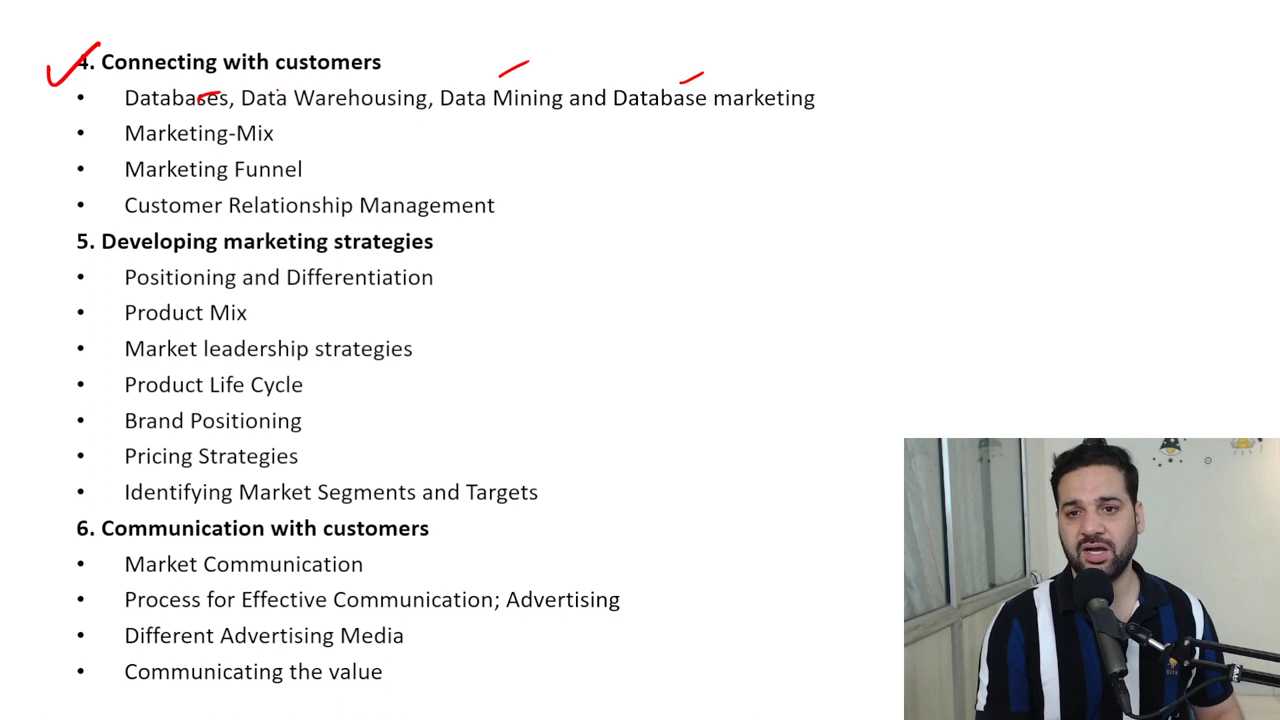 4. Connecting with customers
• Databases, Data Warehousing, Data Mining and Database marketing
• Marketing-Mix
• Marketing Funnel
• Customer Relationship Management
5. Developing marketing strategies
• Positioning and Differentiation
• Product Mix
• Market leadership strategies
• Product Life Cycle
• Brand Positioning
• Pricing Strategies
• Identifying Market Segments and Targets
6. Communication with customers
• Market Communication
• Process for Effective Communication; Advertising
• Different Advertising Media
• Communicating the value